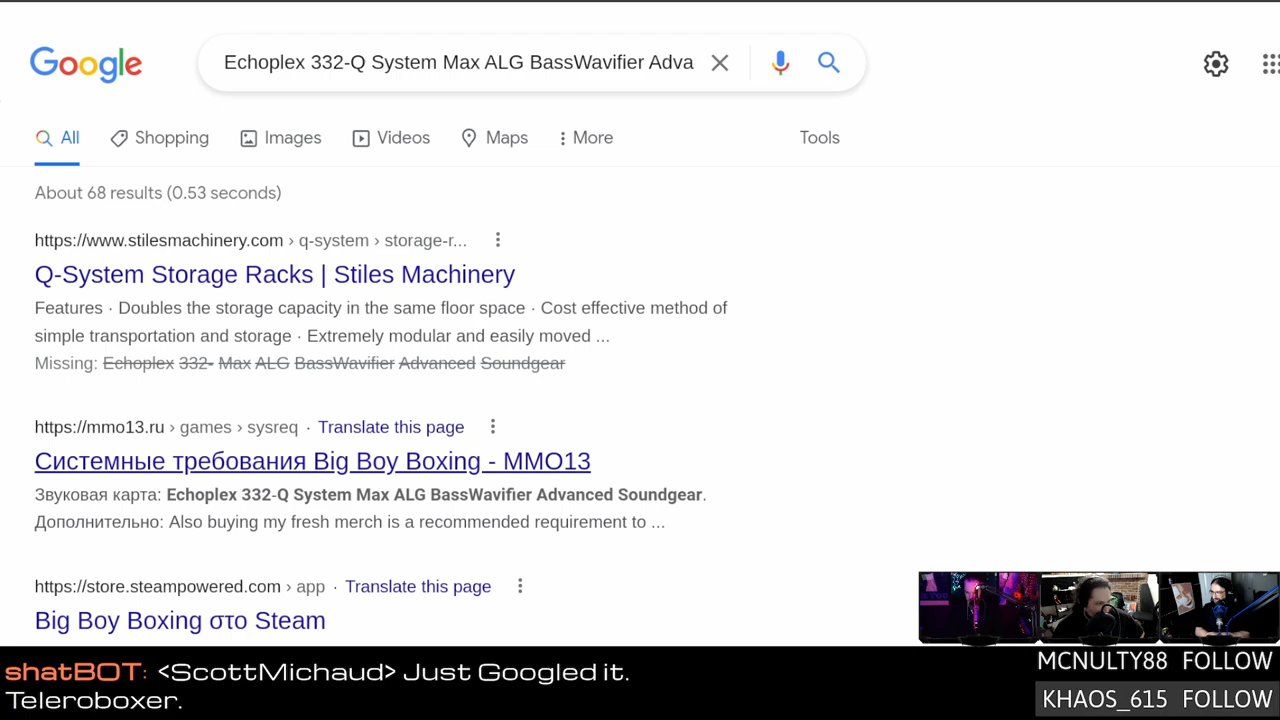 Google
Echoplex 332-Q System Max ALG BassWavifier Adva
All Shopping Images Videos Maps More Tools
About 68 results (0.53 seconds)
https://www.stilesmachinery.com › q-system › storage-r...
Q-System Storage Racks | Stiles Machinery
Features · Doubles the storage capacity in the same floor space · Cost effective method of
simple transportation and storage · Extremely modular and easily moved ...
Missing: Echoplex 332- Max ALG BassWavifier Advanced Soundgear
https://mmo13.ru › games › sysreq · Translate this page
Системные требования Big Boy Boxing - MMO13
Звуковая карта: Echoplex 332-Q System Max ALG BassWavifier Advanced Soundgear.
Дополнительно: Also buying my fresh merch is a recommended requirement to ...
https://store.steampowered.com › app · Translate this page
Big Boy Boxing στο Steam
shatBOT: <ScottMichaud> Just Googled it.
Teleroboxer.
MCNULTY88 FOLLOW
KHAOS_615 FOLLOW